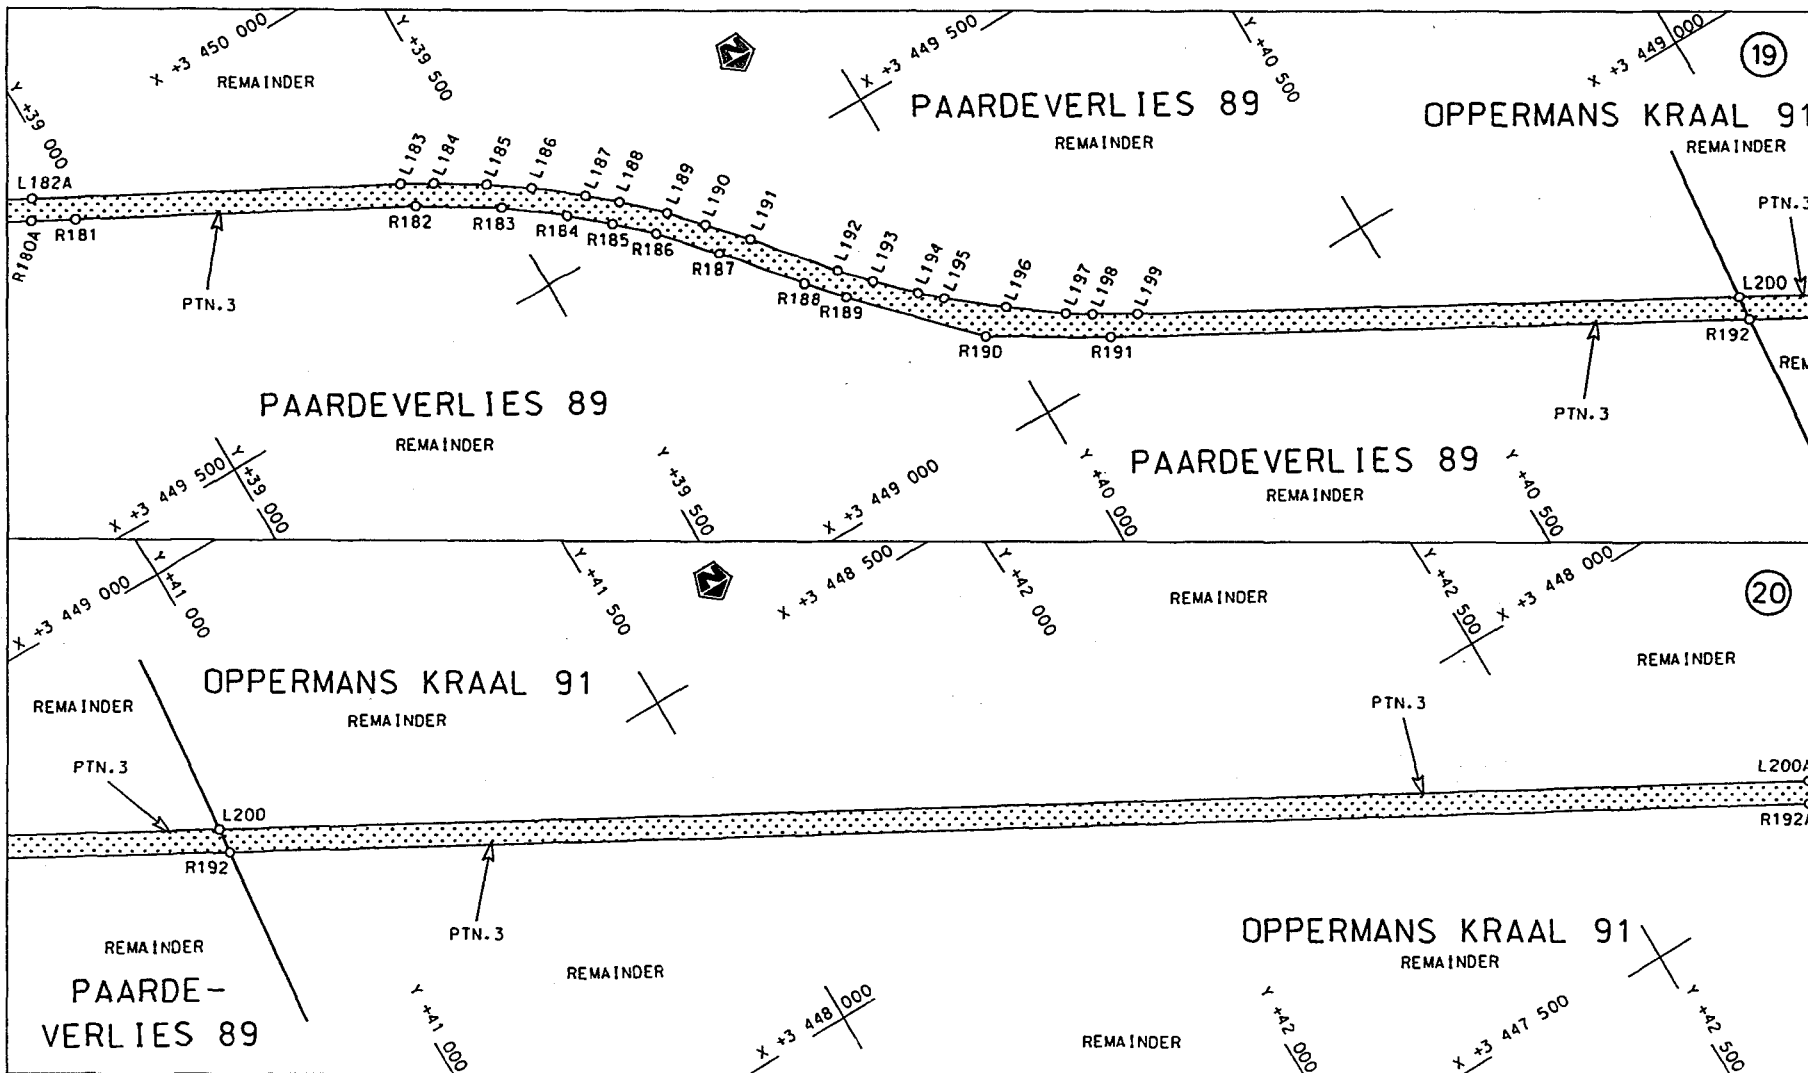 X +3 450 000
Y +39 500
N
X +3 449 500
Y +40 500
X +3 449 000
19
REMAINDER
Y +39 000
PAARDEVERLIES 89
REMAINDER
OPPERMANS KRAAL 91
REMAINDER
L182A
L183
L184
L185
L186
L187
L188
L189
L190
L191
L192
L193
L194
L195
L196
L197
L198
L199
L200
PTN.3
R180A
R181
R182
R183
R184
R185
R186
R187
R188
R189
R190
R191
R192
REM
PTN.3
PTN.3
PAARDEVERLIES 89
REMAINDER
PAARDEVERLIES 89
REMAINDER
X +3 449 500
Y +39 000
Y +39 500
X +3 449 000
Y +40 000
Y +40 500
X +3 449 000
Y +41 000
Y +41 500
N
X +3 448 500
Y +42 000
REMAINDER
Y +42 500
X +3 448 000
20
REMAINDER
OPPERMANS KRAAL 91
REMAINDER
REMAINDER
PTN.3
PTN.3
L200
L200A
R192
R192A
PTN.3
REMAINDER
PAARDE-
VERLIES 89
REMAINDER
OPPERMANS KRAAL 91
REMAINDER
Y +41 000
X +3 448 000
REMAINDER
Y +42 000
X +3 447 500
Y +42 500